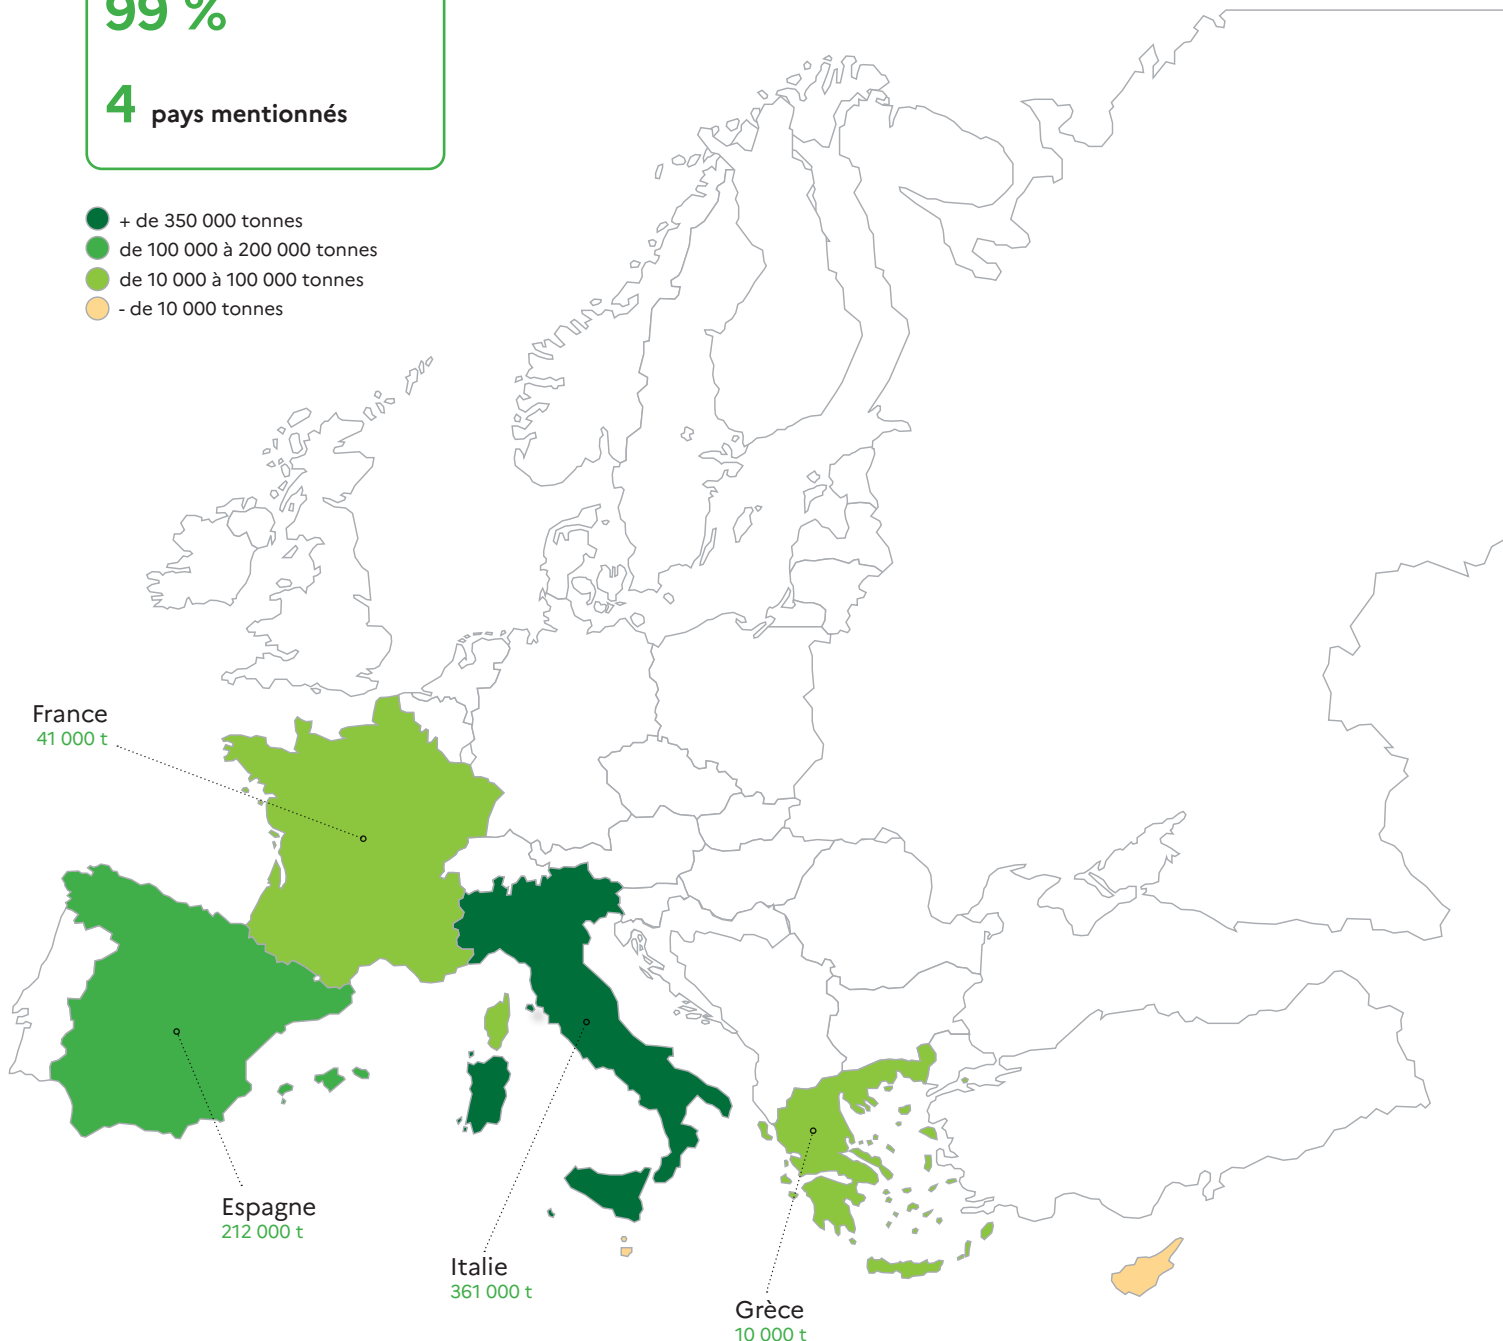 99 %
4 pays mentionnés
+ de 350 000 tonnes
de 100 000 à 200 000 tonnes
de 10 000 à 100 000 tonnes
- de 10 000 tonnes
France
41 000 t
Espagne
212 000 t
Italie
361 000 t
Grèce
10 000 t